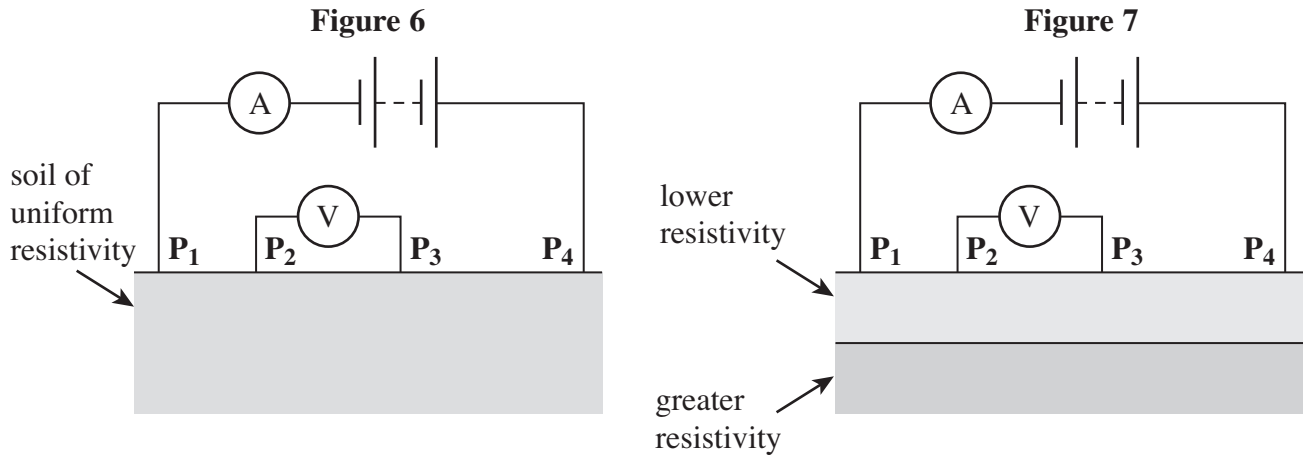 Figure 6
A
V
soil of
uniform
resistivity
P1
P2
P3
P4
Figure 7
A
V
lower
resistivity
P1
P2
P3
P4
greater
resistivity